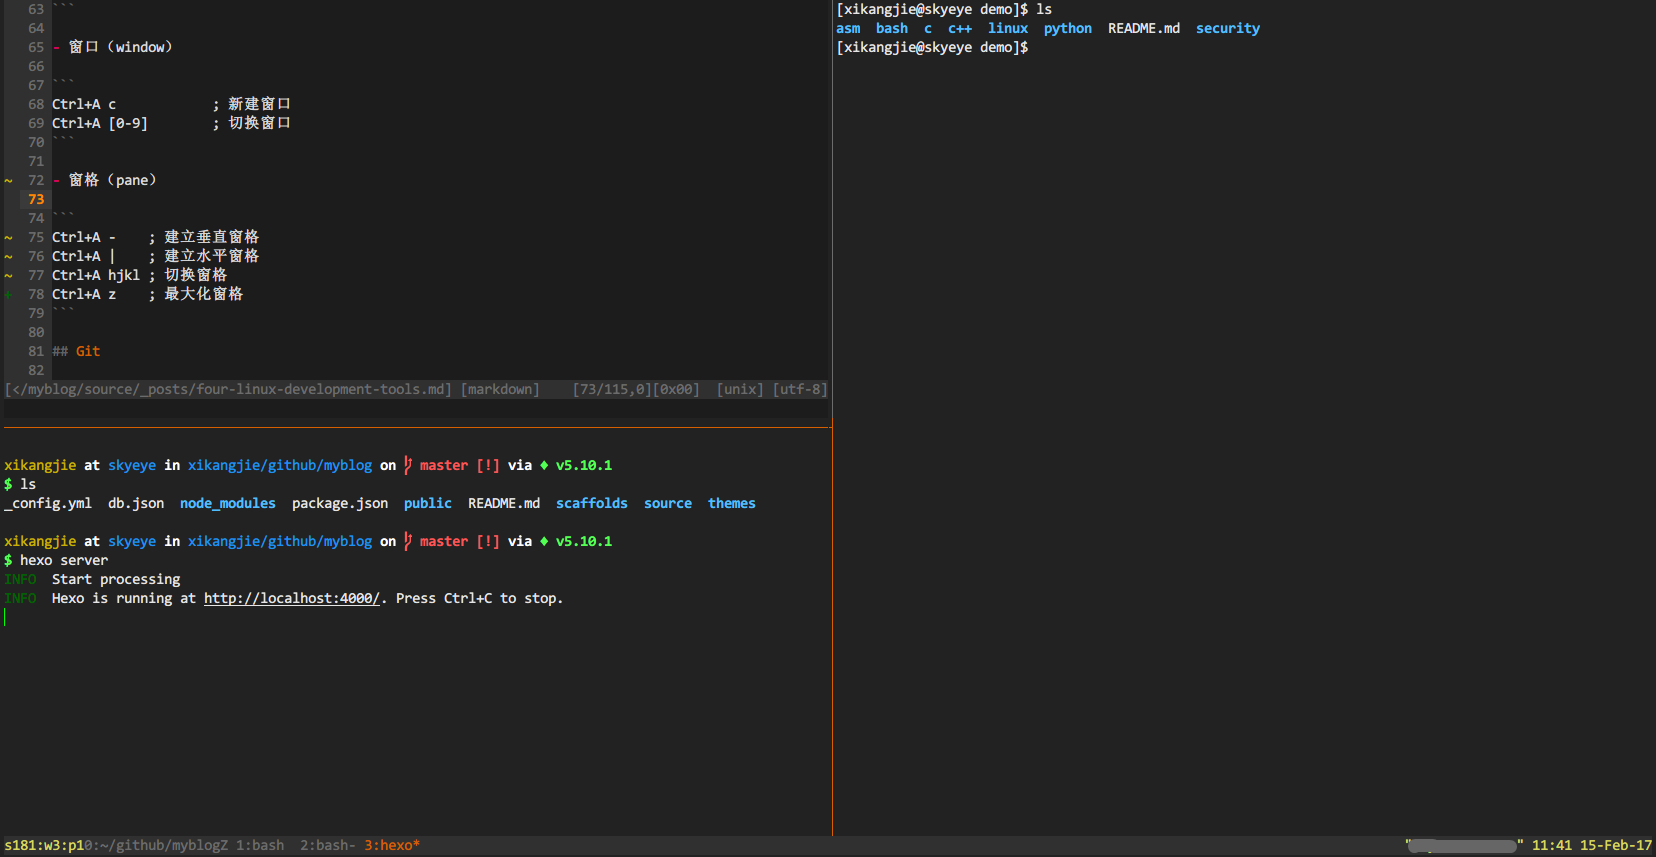 63 ```
64
65 - 窗口（window）
66
67 ```
68 Ctrl+A c            ; 新建窗口
69 Ctrl+A [0-9]        ; 切换窗口
70 ```
71
~ 72 - 窗格（pane）
73
74 ```
~ 75 Ctrl+A -    ; 建立垂直窗格
~ 76 Ctrl+A |    ; 建立水平窗格
~ 77 Ctrl+A hjkl ; 切换窗格
+ 78 Ctrl+A z    ; 最大化窗格
79 ```
80
81 ## Git
82
[</myblog/source/_posts/four-linux-development-tools.md] [markdown]    [73/115,0][0x00]  [unix] [utf-8]
xikangjie at skyeye in xikangjie/github/myblog on master [!] via ♦ v5.10.1
$ ls
_config.yml  db.json  node_modules  package.json  public  README.md  scaffolds  source  themes
xikangjie at skyeye in xikangjie/github/myblog on master [!] via ♦ v5.10.1
$ hexo server
INFO  Start processing
INFO  Hexo is running at http://localhost:4000/. Press Ctrl+C to stop.
[xikangjie@skyeye demo]$ ls
asm  bash  c  c++  linux  python  README.md  security
[xikangjie@skyeye demo]$
s181:w3:p10:~/github/myblogZ 1:bash  2:bash- 3:hexo*
" " 11:41 15-Feb-17